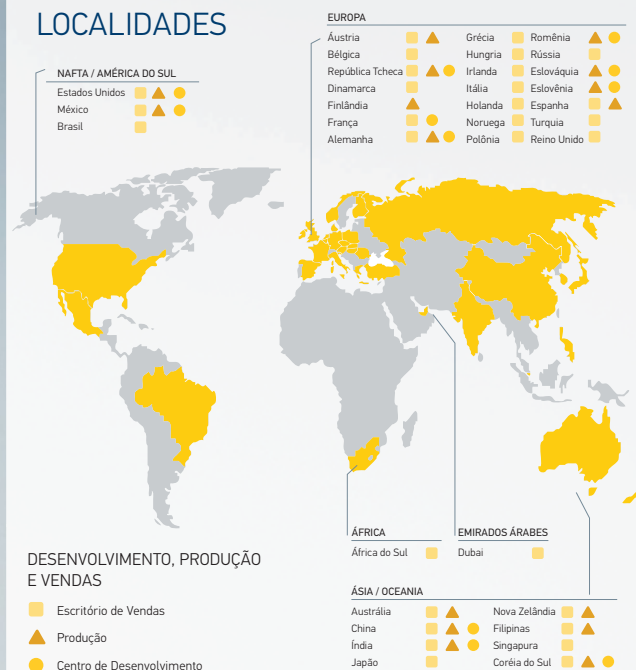 LOCALIDADES
NAFTA / AMÉRICA DO SUL
Estados Unidos
México
Brasil
EUROPA
Áustria
Bélgica
República Tcheca
Dinamarca
Finlândia
França
Alemanha
Grécia
Hungria
Irlanda
Itália
Holanda
Noruega
Polônia
Romênia
Rússia
Eslováquia
Eslovênia
Espanha
Turquia
Reino Unido
ÁFRICA
África do Sul
EMIRADOS ÁRABES
Dubai
DESENVOLVIMENTO, PRODUÇÃO
E VENDAS
Escritório de Vendas
Produção
Centro de Desenvolvimento
ÁSIA / OCEANIA
Austrália
China
Índia
Japão
Nova Zelândia
Filipinas
Singapura
Coréia do Sul